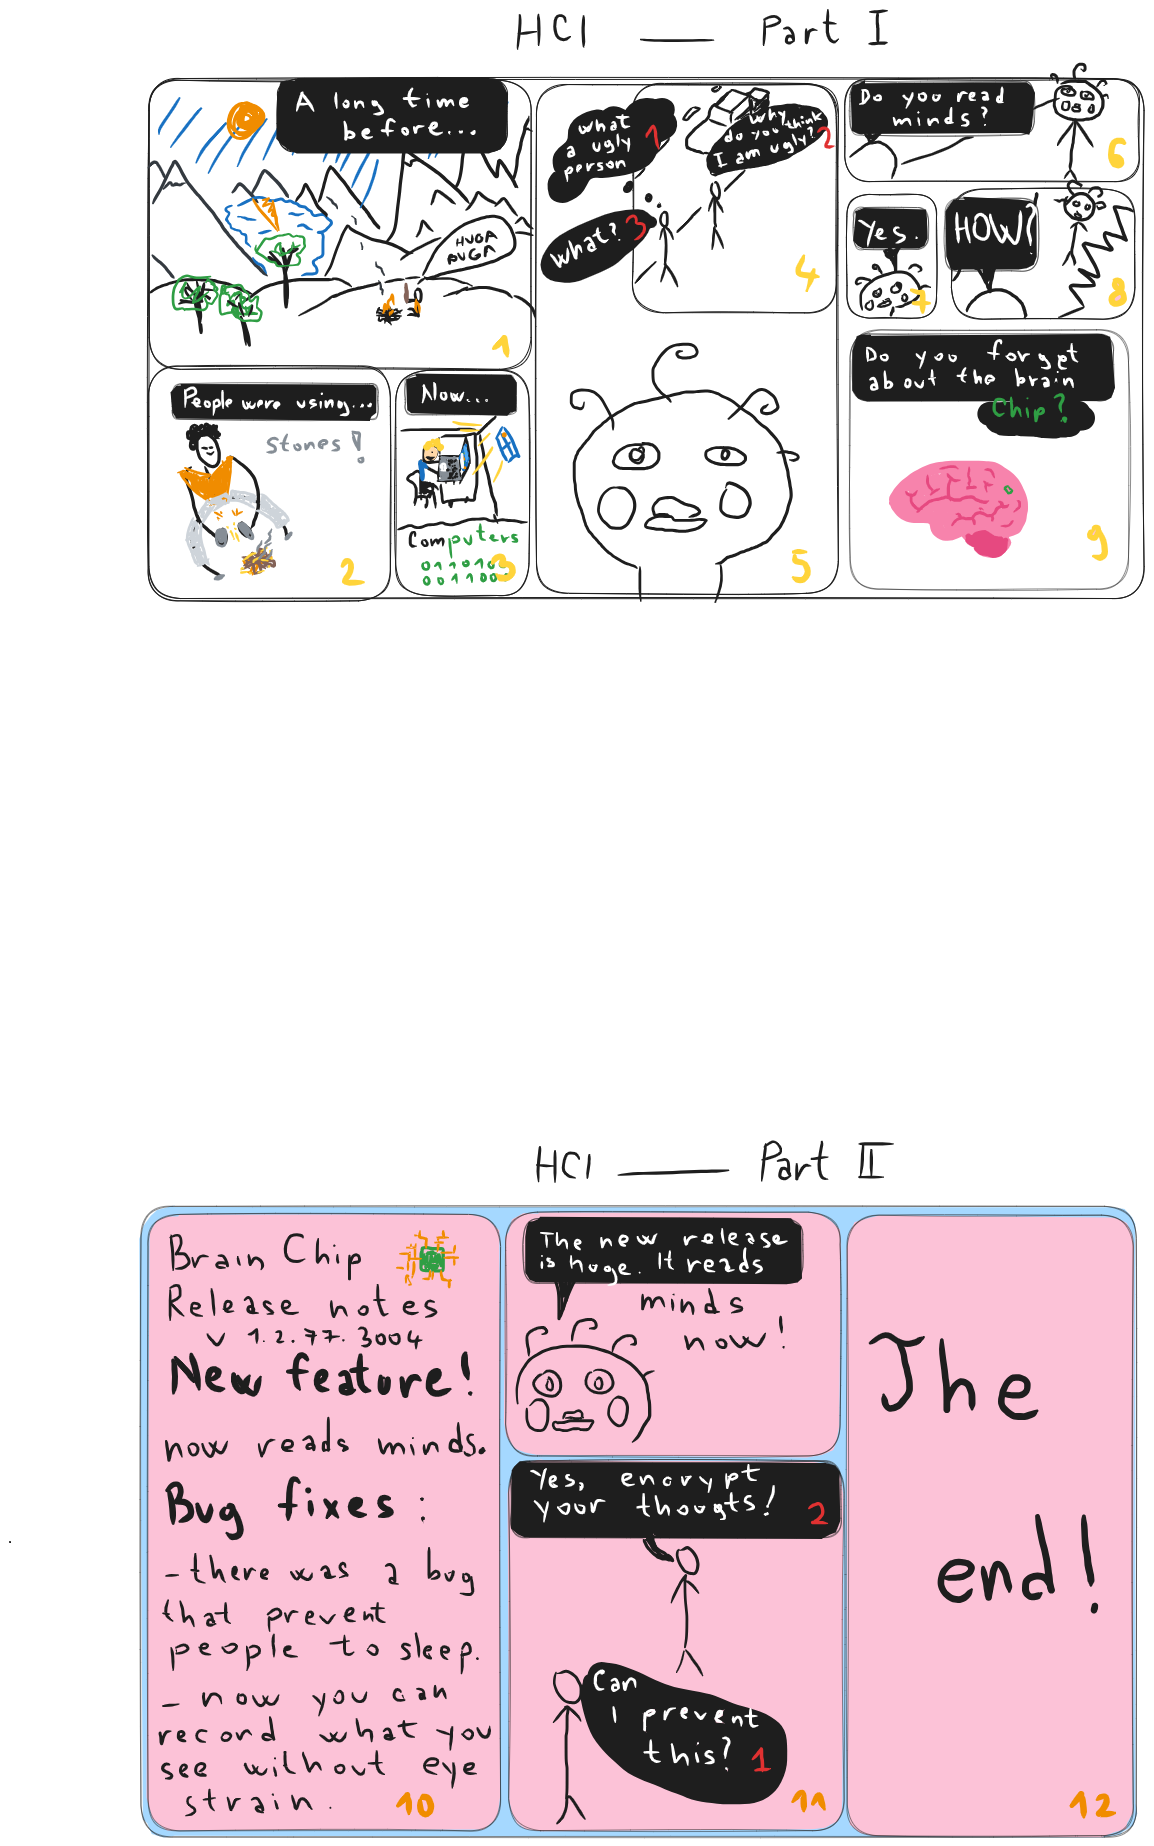 HCI — Part I
A long time
before...
HUGA
PUGA
1
People were using...
Stones!
2
Now...
Computers
011010
001100
3
what
a ugly
person
1
Why
do you think
I am ugly?
2
What?
3
4
5
Do you read
minds?
6
Yes.
7
HOW?
8
Do you forget
about the brain
Chip?
9
HCI — Part II
Brain Chip
Release notes
v 1.2.77.3004
New feature!
now reads minds.
Bug fixes:
- there was a bug
that prevent
people to sleep.
- now you can
record what you
see without eye
strain.
10
The new release
is huge. It reads
minds
now!
Yes, encrypt
your thougts!
2
Can
I prevent
this?
1
11
The
end!
12